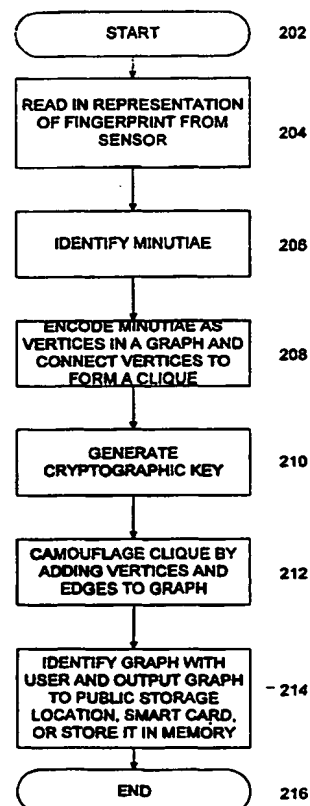 START 202
READ IN REPRESENTATION
OF FINGERPRINT FROM
SENSOR 204
IDENTIFY MINUTIAE 206
ENCODE MINUTIAE AS
VERTICES IN A GRAPH AND
CONNECT VERTICES TO
FORM A CLIQUE 208
GENERATE
CRYPTOGRAPHIC KEY 210
CAMOUFLAGE CLIQUE BY
ADDING VERTICES AND
EDGES TO GRAPH 212
IDENTIFY GRAPH WITH
USER AND OUTPUT GRAPH
TO PUBLIC STORAGE
LOCATION, SMART CARD,
OR STORE IT IN MEMORY 214
END 216